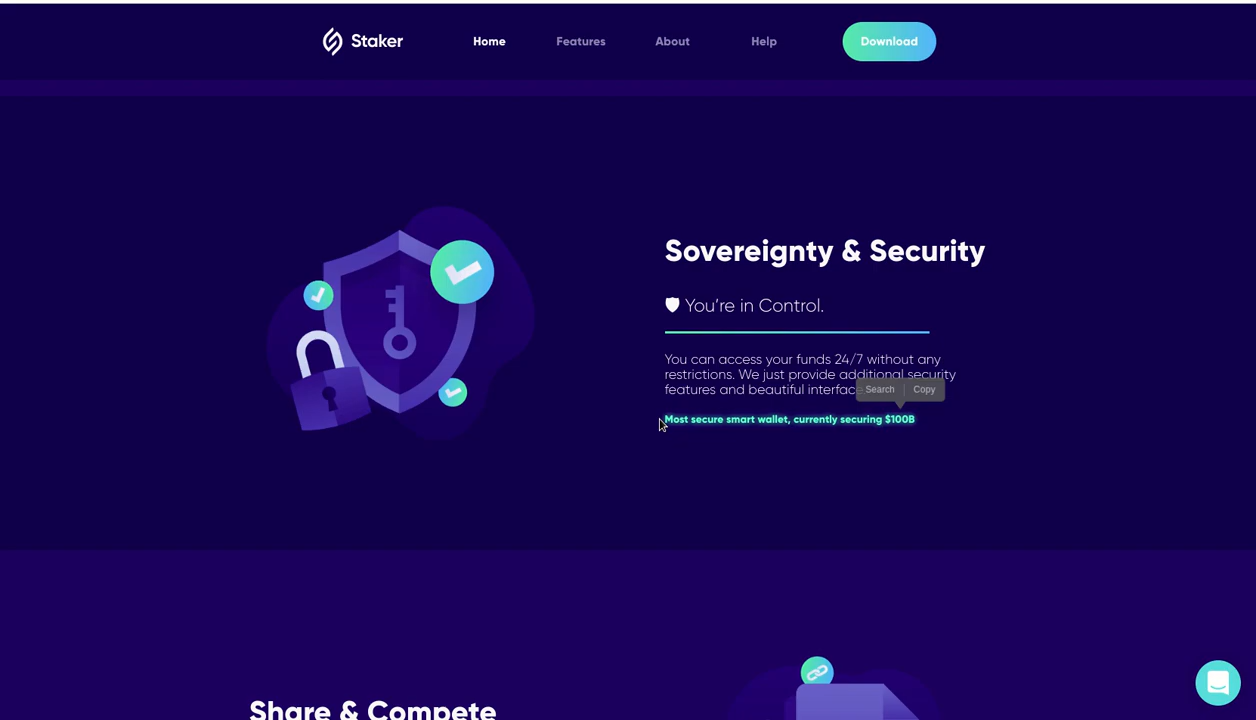 Staker
Home
Features
About
Help
Download
Sovereignty & Security
You're in Control.
You can access your funds 24/7 without any
restrictions. We just provide additional security
features and beautiful interface
Search
Copy
Most secure smart wallet, currently securing $100B
Share & Compete